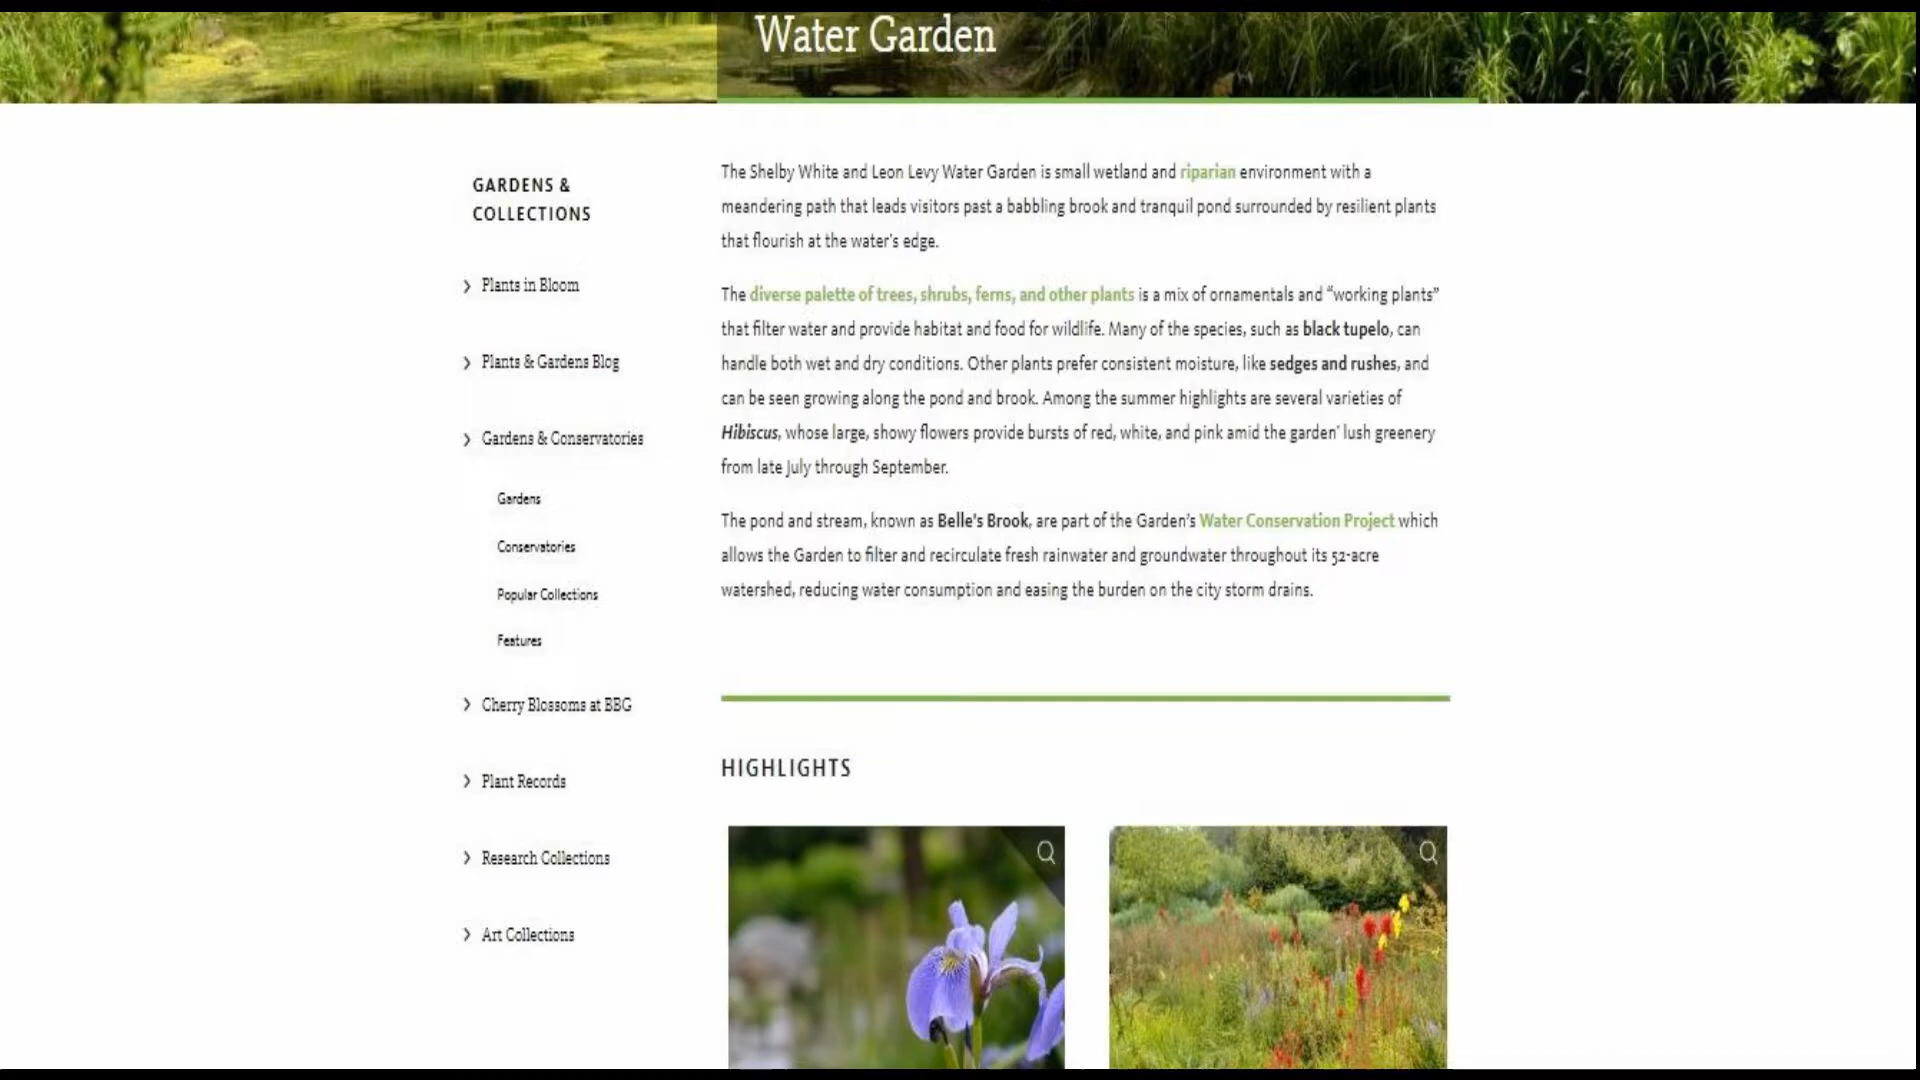 Water Garden
GARDENS &
COLLECTIONS
Plants in Bloom
Plants & Gardens Blog
Gardens & Conservatories
Gardens
Conservatories
Popular Collections
Features
Cherry Blossoms at BBG
Plant Records
Research Collections
Art Collections
The Shelby White and Leon Levy Water Garden is small wetland and riparian environment with a
meandering path that leads visitors past a babbling brook and tranquil pond surrounded by resilient plants
that flourish at the water's edge.
The diverse palette of trees, shrubs, ferns, and other plants is a mix of ornamentals and “working plants”
that filter water and provide habitat and food for wildlife. Many of the species, such as black tupelo, can
handle both wet and dry conditions. Other plants prefer consistent moisture, like sedges and rushes, and
can be seen growing along the pond and brook. Among the summer highlights are several varieties of
Hibiscus, whose large, showy flowers provide bursts of red, white, and pink amid the garden' lush greenery
from late July through September.
The pond and stream, known as Belle's Brook, are part of the Garden’s Water Conservation Project which
allows the Garden to filter and recirculate fresh rainwater and groundwater throughout its 52-acre
watershed, reducing water consumption and easing the burden on the city storm drains.
HIGHLIGHTS